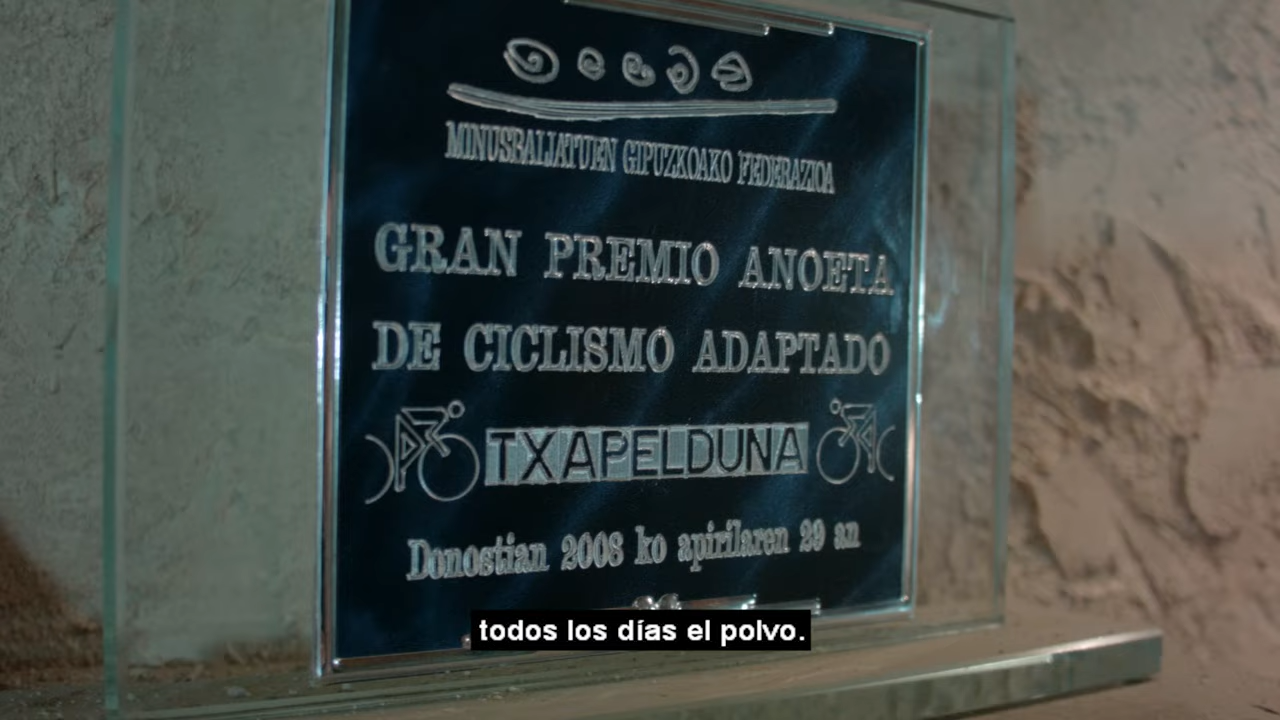 MINUSBALIATUEN GIPUZKOAKO FEDERAZIOA
GRAN PREMIO ANOETA
DE CICLISMO ADAPTADO
TXAPELDUNA
Donostian 2006 ko apirilaren 29 an
todos los días el polvo.